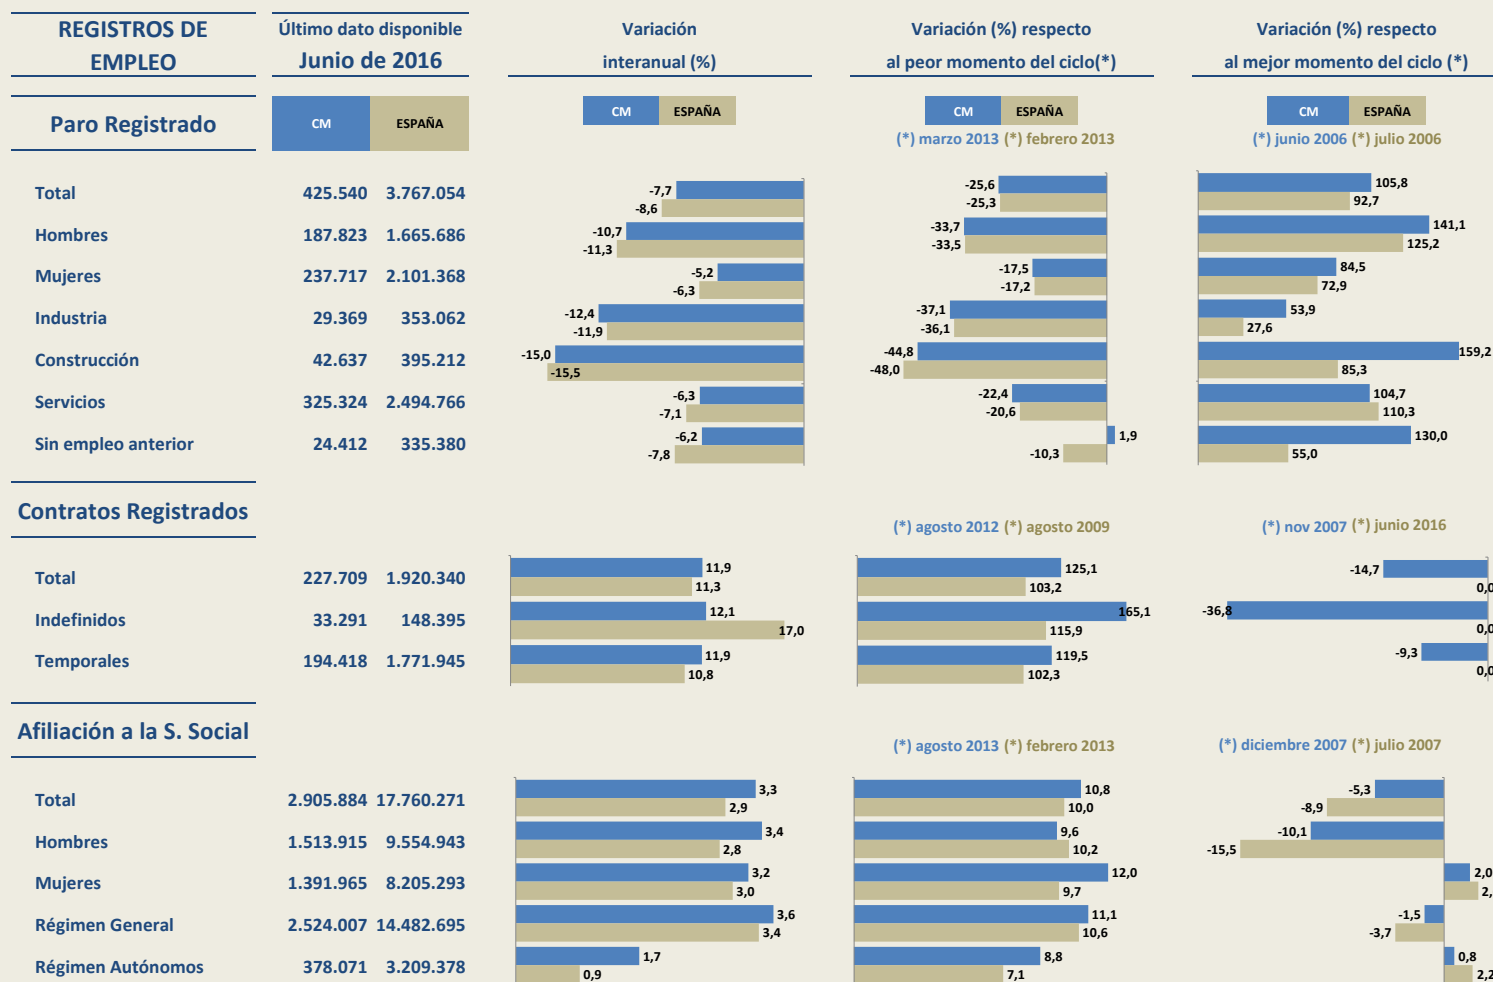 REGISTROS DE
EMPLEO
Último dato disponible
Junio de 2016
Variación
interanual (%)
Variación (%) respecto
al peor momento del ciclo(*)
Variación (%) respecto
al mejor momento del ciclo (*)
Paro Registrado
CM ESPAÑA
CM ESPAÑA
CM ESPAÑA
(*) marzo 2013 (*) febrero 2013
CM ESPAÑA
(*) junio 2006 (*) julio 2006
Total 425.540 3.767.054 -7,7 -8,6 -25,6 -25,3 105,8 92,7
Hombres 187.823 1.665.686 -10,7 -11,3 -33,7 -33,5 141,1 125,2
Mujeres 237.717 2.101.368 -5,2 -6,3 -17,5 -17,2 84,5 72,9
Industria 29.369 353.062 -12,4 -11,9 -37,1 -36,1 53,9 27,6
Construcción 42.637 395.212 -15,0 -15,5 -44,8 -48,0 159,2 85,3
Servicios 325.324 2.494.766 -6,3 -7,1 -22,4 -20,6 104,7 110,3
Sin empleo anterior 24.412 335.380 -6,2 -7,8 1,9 -10,3 130,0 55,0
Contratos Registrados
(*) agosto 2012 (*) agosto 2009
(*) nov 2007 (*) junio 2016
Total 227.709 1.920.340 11,9 11,3 125,1 103,2 -14,7 0,0
Indefinidos 33.291 148.395 12,1 17,0 165,1 115,9 -36,8 0,0
Temporales 194.418 1.771.945 11,9 10,8 119,5 102,3 -9,3 0,0
Afiliación a la S. Social
(*) agosto 2013 (*) febrero 2013
(*) diciembre 2007 (*) julio 2007
Total 2.905.884 17.760.271 3,3 2,9 10,8 10,0 -5,3 -8,9
Hombres 1.513.915 9.554.943 3,4 2,8 9,6 10,2 -10,1 -15,5
Mujeres 1.391.965 8.205.293 3,2 3,0 12,0 9,7 2,0
Régimen General 2.524.007 14.482.695 3,6 3,4 11,1 10,6 -1,5 -3,7
Régimen Autónomos 378.071 3.209.378 1,7 0,9 8,8 7,1 0,8 2,2